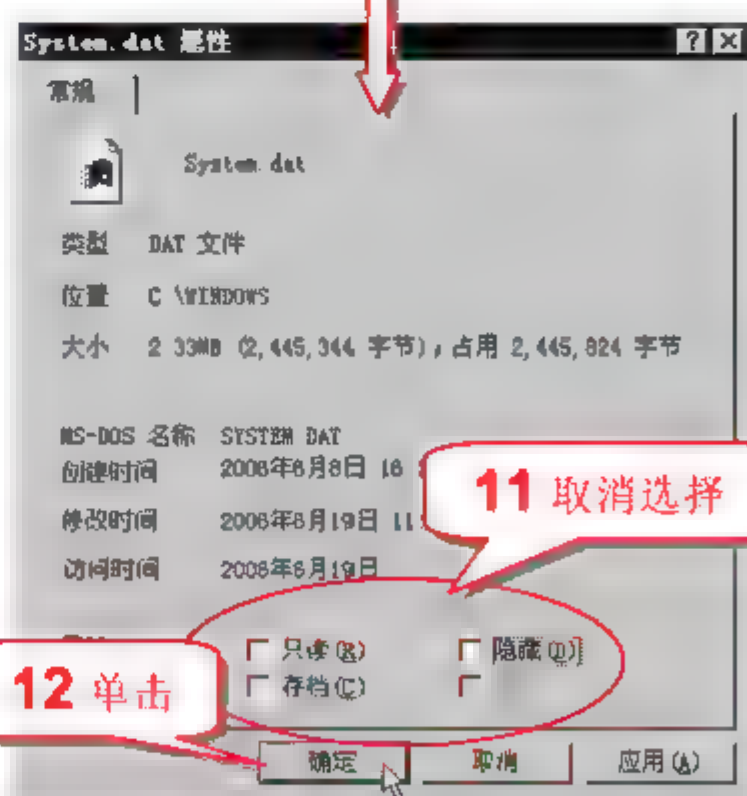 System.dat 属性
常规
System.dat
类型 DAT 文件
位置 C \WINDOWS
大小 2 33MB (2,445,344 字节), 占用 2,445,824 字节
MS-DOS 名称 SYSTEM DAT
创建时间 2006年6月8日 16
修改时间 2006年6月19日 11
访问时间 2006年6月19日
11 取消选择
只读(R) 隐藏(D)
存档(C)
12 单击
确定 取消 应用(A)